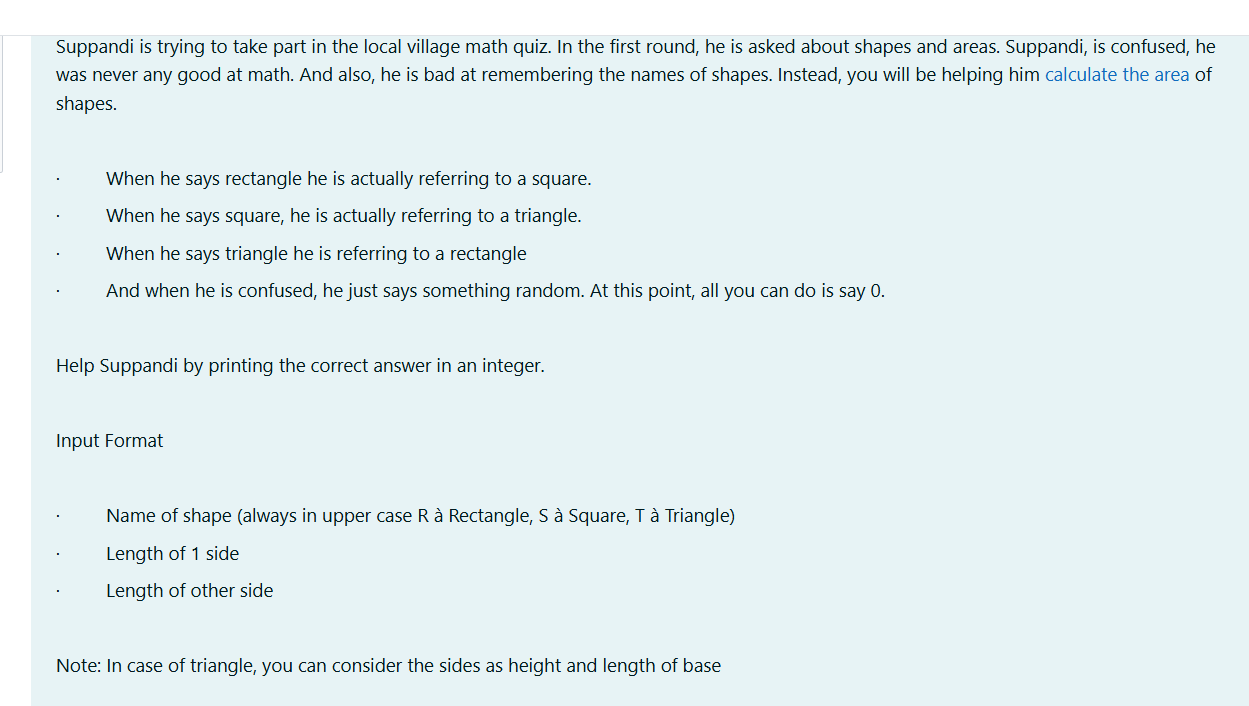 Suppandi is trying to take part in the local village math quiz. In the first round, he is asked about shapes and areas. Suppandi, is confused, he
was never any good at math. And also, he is bad at remembering the names of shapes. Instead, you will be helping him calculate the area of
shapes.
· When he says rectangle he is actually referring to a square.
· When he says square, he is actually referring to a triangle.
· When he says triangle he is referring to a rectangle
· And when he is confused, he just says something random. At this point, all you can do is say 0.
Help Suppandi by printing the correct answer in an integer.
Input Format
· Name of shape (always in upper case R à Rectangle, S à Square, T à Triangle)
· Length of 1 side
· Length of other side
Note: In case of triangle, you can consider the sides as height and length of base